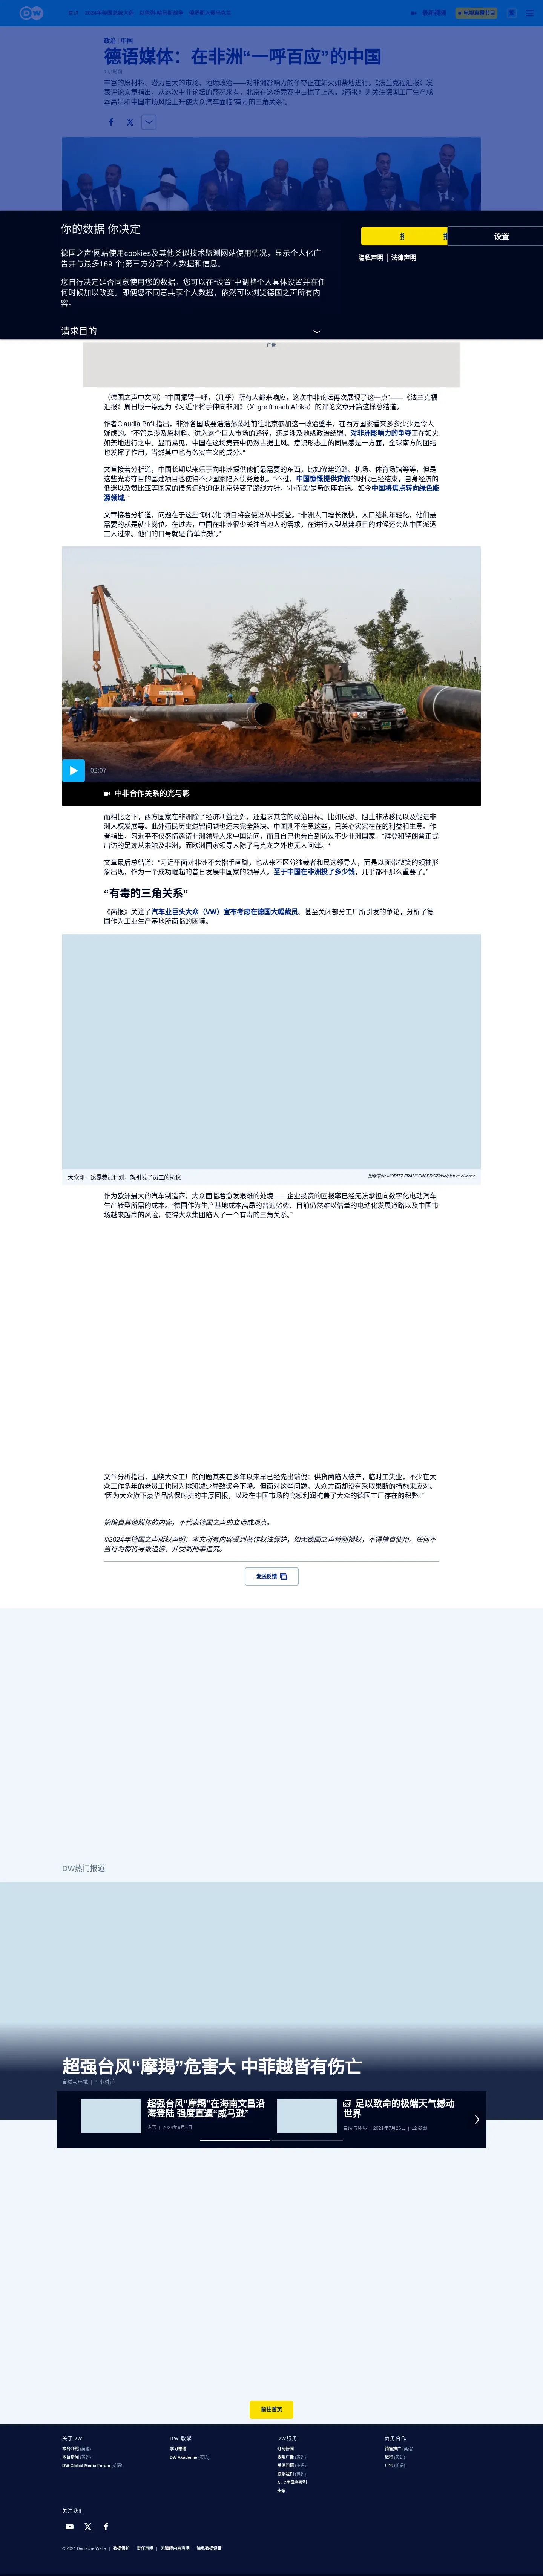 DW
最新视频
电视直播节目
政治 | 中国
德语媒体：在非洲“一呼百应”的中国
丰富的原材料、潜力巨大的市场、地缘政治——对非洲影响力的争夺正在如火如荼地进行。《法兰克福汇报》发
表评论文章指出，从这次中非论坛的盛况来看，北京在这场竞赛中占据了上风。《商报》则关注德国工厂生产成
本高昂和中国市场风险上升使大众汽车面临“有毒的三角关系”。
你的数据 你决定
德国之声'网站使用cookies及其他类似技术监测网站使用情况，显示个人化广
告并与最多169 个;第三方分享个人数据和信息。
您自行决定是否同意使用您的数据。您可以在“设置”中调整个人具体设置并在任
何时候加以改变。即便您不同意共享个人数据，依然可以浏览德国之声所有内
容。
请求目的
设置
隐私声明 | 法律声明
广告
（德国之声中文网）“中国振臂一呼，（几乎）所有人都来响应，这次中非论坛再次展现了这一点”——《法兰克福
汇报》周日版一篇题为《习近平将手伸向非洲》（Xi greift nach Afrika）的评论文章开篇这样总结道。
作者Claudia Bröll指出，非洲各国政要浩浩荡荡地前往北京参加这一政治盛事，在西方国家看来多多少少是令人
疑虑的。“不管是涉及原材料、进入这个巨大市场的路径，还是涉及地缘政治结盟，对非洲影响力的争夺正在如火
如荼地进行之中。显而易见，中国在这场竞赛中仍然占据上风。意识形态上的同属感是一方面，全球南方的团结
也发挥了作用，当然其中也有务实主义的成分。”
文章接着分析道，中国长期以来乐于向非洲提供他们最需要的东西，比如修建道路、机场、体育场馆等等，但是
这些光彩夺目的基建项目也使得不少国家陷入债务危机。“不过，中国慷慨提供贷款的时代已经结束，自身经济的
低迷以及赞比亚等国家的债务违约迫使北京转变了路线方针。‘小而美’是新的座右铭。如今中国将焦点转向绿色能
源领域。”
文章接着分析道，问题在于这些“现代化”项目将会使谁从中受益。“非洲人口增长很快，人口结构年轻化，他们最
需要的就是就业岗位。在过去，中国在非洲很少关注当地人的需求，在进行大型基建项目的时候还会从中国派遣
工人过来。他们的口号就是‘简单高效’。”
02:07
中非合作关系的光与影
而相比之下，西方国家在非洲除了经济利益之外，还追求其它的政治目标。比如反恐、阻止非法移民以及促进非
洲人权发展等。此外殖民历史遗留问题也还未完全解决。中国则不在意这些，只关心实实在在的利益和生意。作
者指出，习近平不仅盛情邀请非洲领导人来中国访问，而且自己也亲自到访过不少非洲国家。“拜登和特朗普正式
出访的足迹从未触及非洲，而欧洲国家领导人除了马克龙之外也无人问津。”
文章最后总结道：“习近平面对非洲不会指手画脚，也从来不区分独裁者和民选领导人，而是以面带微笑的领袖形
象出现，作为一个成功崛起的昔日发展中国家的领导人。至于中国在非洲投了多少钱，几乎都不那么重要了。”
“有毒的三角关系”
《商报》关注了汽车业巨头大众（VW）宣布考虑在德国大幅裁员、甚至关闭部分工厂所引发的争论，分析了德
国作为工业生产基地所面临的困境。
大众刚一透露裁员计划，就引发了员工的抗议
图像来源: MORITZ FRANKENBERG/dpa/picture alliance
作为欧洲最大的汽车制造商，大众面临着愈发艰难的处境——企业投资的回报率已经无法承担向数字化电动汽车
生产转型所需的成本。“德国作为生产基地成本高昂的普遍劣势、目前仍然难以估量的电动化发展道路以及中国市
场越来越高的风险，使得大众集团陷入了一个有毒的三角关系。”
文章分析指出，围绕大众工厂的问题其实在多年以来早已经先出端倪：供货商陷入破产，临时工失业，不少在大
众工作多年的老员工也因为排班减少导致奖金下降。但面对这些问题，大众方面却没有采取果断的措施来应对。
“因为大众旗下豪华品牌保时捷的丰厚回报，以及在中国市场的高额利润掩盖了大众的德国工厂存在的积弊。”
摘编自其他媒体的内容，不代表德国之声的立场或观点。
©2024年德国之声版权声明：本文所有内容受到著作权法保护，如无德国之声特别授权，不得擅自使用。任何不
当行为都将导致追偿，并受到刑事追究。
发送反馈
DW热门报道
超强台风“摩羯”危害大 中菲越皆有伤亡
自然与环境 | 9 小时前
超强台风“摩羯”在海南文昌沿
海登陆 强度直逼“威马逊”
灾害 | 2024年9月6日
足以致命的极端天气撼动
世界
自然与环境 | 2021年7月26日 | 12 张图
前往首页
关于DW
本台介绍 (英语)
本台新闻 (英语)
DW Global Media Forum (英语)
DW 教學
学习德语
DW Akademie (英语)
DW服务
订阅新闻
收听广播 (英语)
常见问题 (英语)
联系我们 (英语)
A - Z字母序索引
头条
商务合作
销售推广 (英语)
旅行 (英语)
广告 (英语)
关注我们
© 2024 Deutsche Welle | 数据保护 | 责任声明 | 无障碍内容声明 | 隐私数据设置